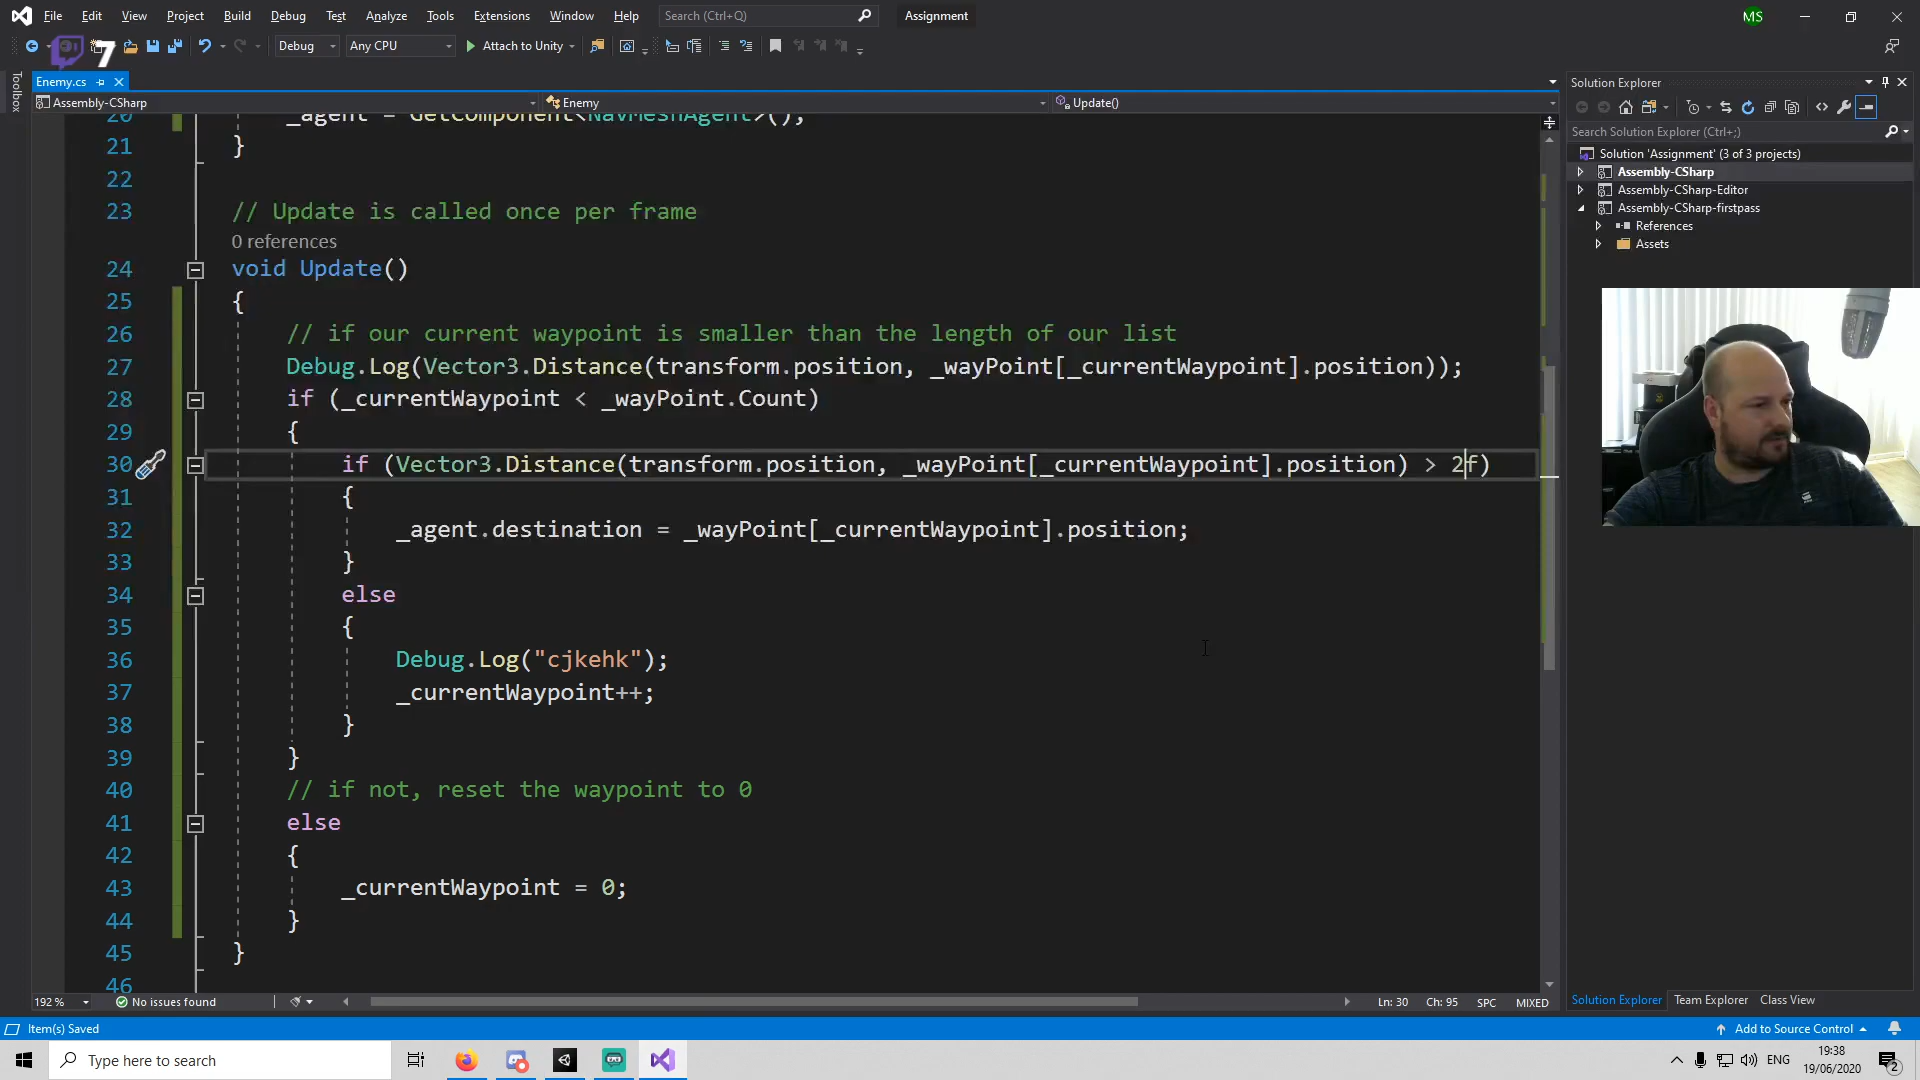 File Edit View Project Build Debug Test Analyze Tools Extensions Window Help Search (Ctrl+Q) Assignment MS
7 Debug Any CPU Attach to Unity
Toolbox
Enemy.cs
Assembly-CSharp Enemy Update()
20 _agent = GetComponent<NavMeshAgent>();
21 }
22
23 // Update is called once per frame
0 references
24 void Update()
25 {
26 // if our current waypoint is smaller than the length of our list
27 Debug.Log(Vector3.Distance(transform.position, _wayPoint[_currentWaypoint].position));
28 if (_currentWaypoint < _wayPoint.Count)
29 {
30 if (Vector3.Distance(transform.position, _wayPoint[_currentWaypoint].position) > 2f)
31 {
32 _agent.destination = _wayPoint[_currentWaypoint].position;
33 }
34 else
35 {
36 Debug.Log("cjkehk");
37 _currentWaypoint++;
38 }
39 }
40 // if not, reset the waypoint to 0
41 else
42 {
43 _currentWaypoint = 0;
44 }
45 }
46
192 % No issues found Ln: 30 Ch: 95 SPC MIXED
Solution Explorer
Search Solution Explorer (Ctrl+;)
Solution 'Assignment' (3 of 3 projects)
Assembly-CSharp
Assembly-CSharp-Editor
Assembly-CSharp-firstpass
References
Assets
Solution Explorer Team Explorer Class View
Item(s) Saved Add to Source Control
Type here to search ENG 19:38
19/06/2020 2